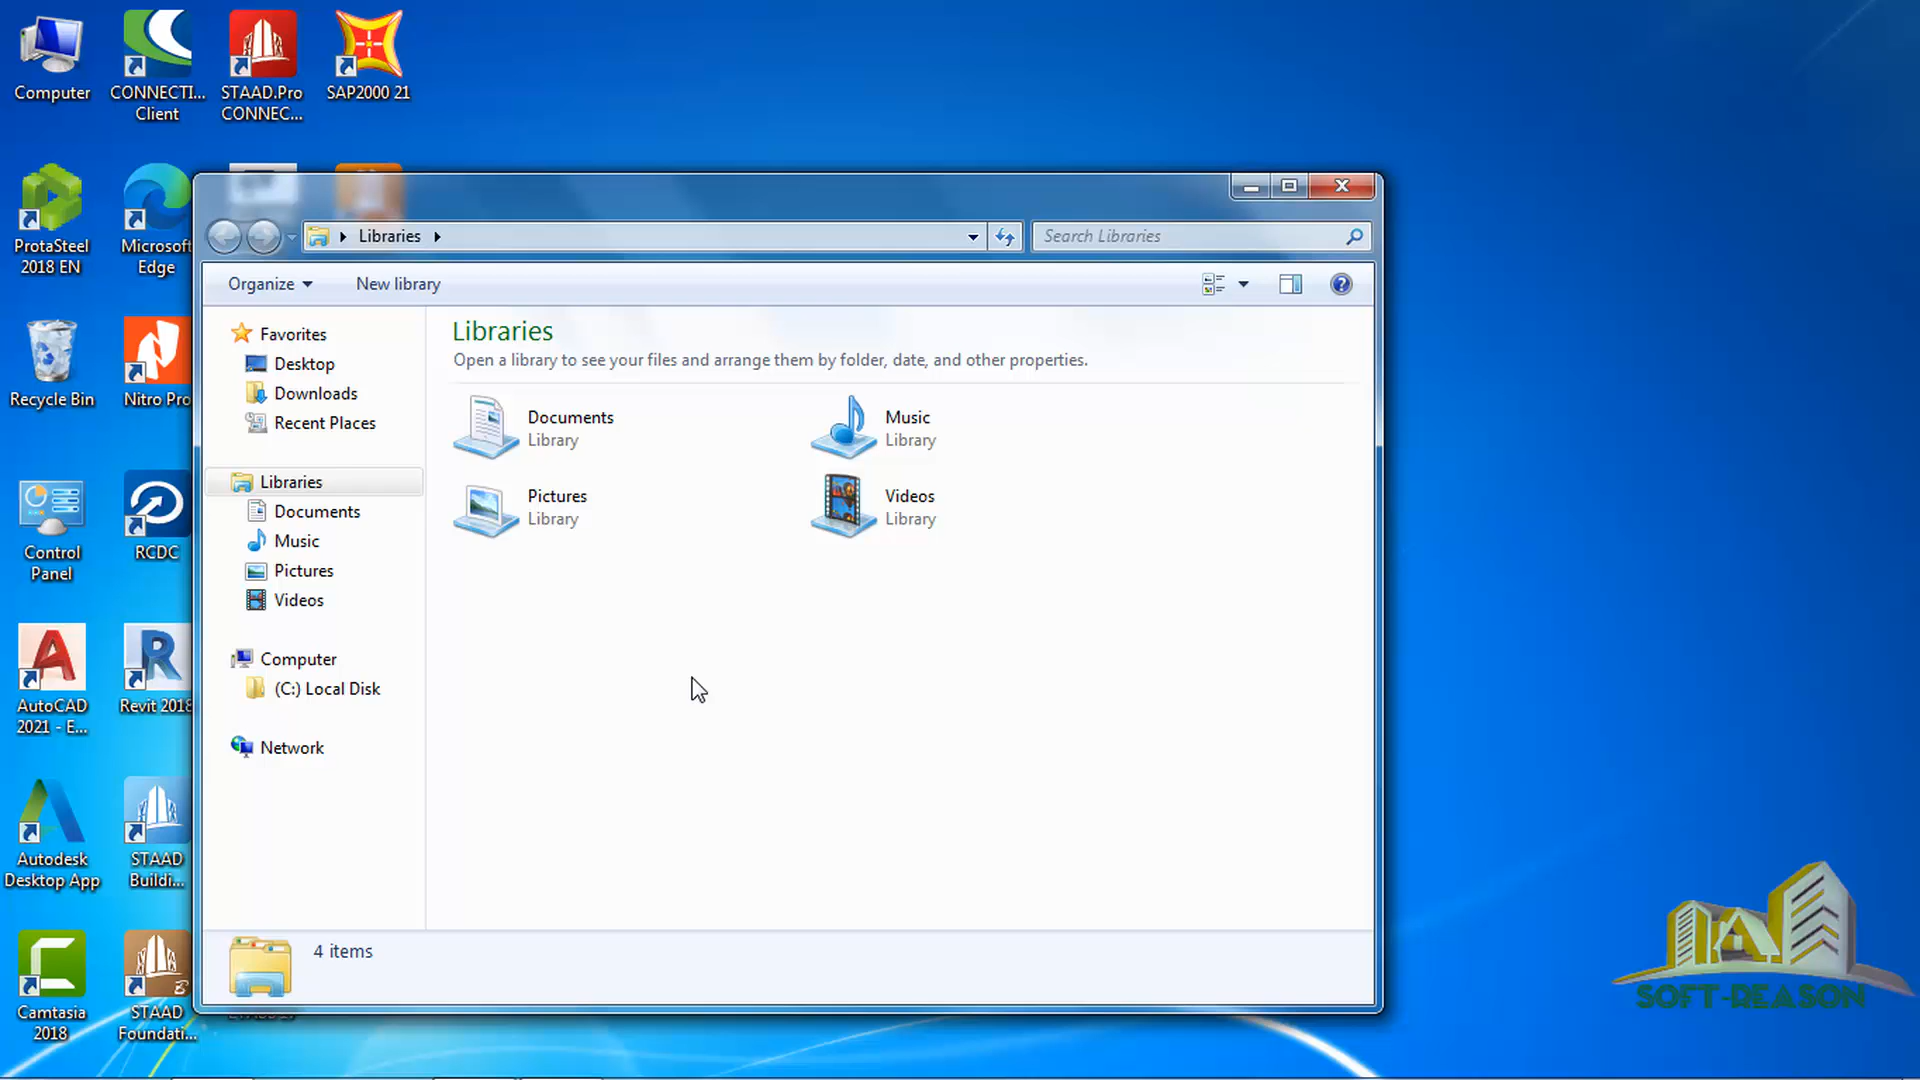 Computer
CONNECTI...
Client
STAAD.Pro
CONNEC...
SAP2000 21
ProtaSteel
2018 EN
Microsoft
Edge
Recycle Bin
Nitro Pro
Control
Panel
RCDC
AutoCAD
2021 - E...
Revit 2018
Autodesk
Desktop App
STAAD
Buildi...
Camtasia
2018
STAAD
Foundati...
Libraries
Search Libraries
Organize
New library
Favorites
Desktop
Downloads
Recent Places
Libraries
Documents
Music
Pictures
Videos
Computer
(C:) Local Disk
Network
Libraries
Open a library to see your files and arrange them by folder, date, and other properties.
Documents
Library
Music
Library
Pictures
Library
Videos
Library
4 items
SOFT-REASON